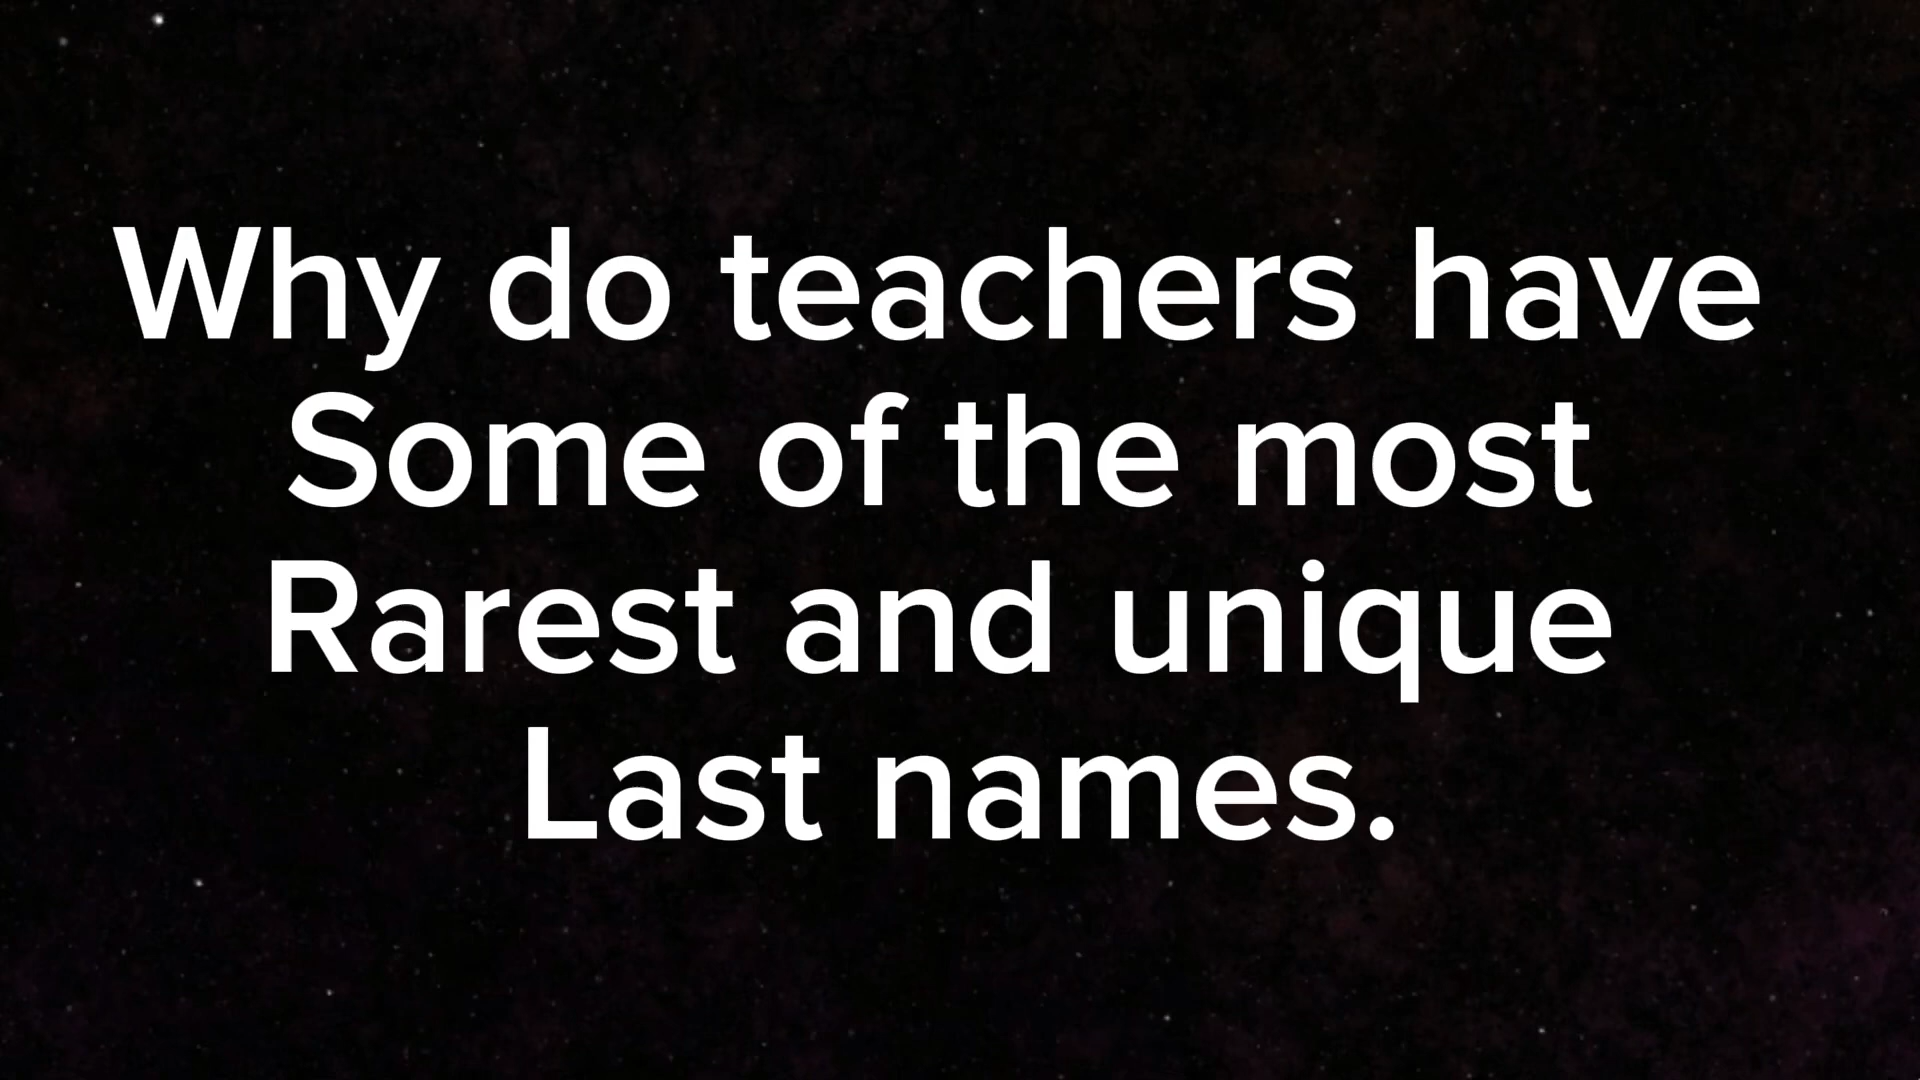 Why do teachers have
Some of the most
Rarest and unique
Last names.